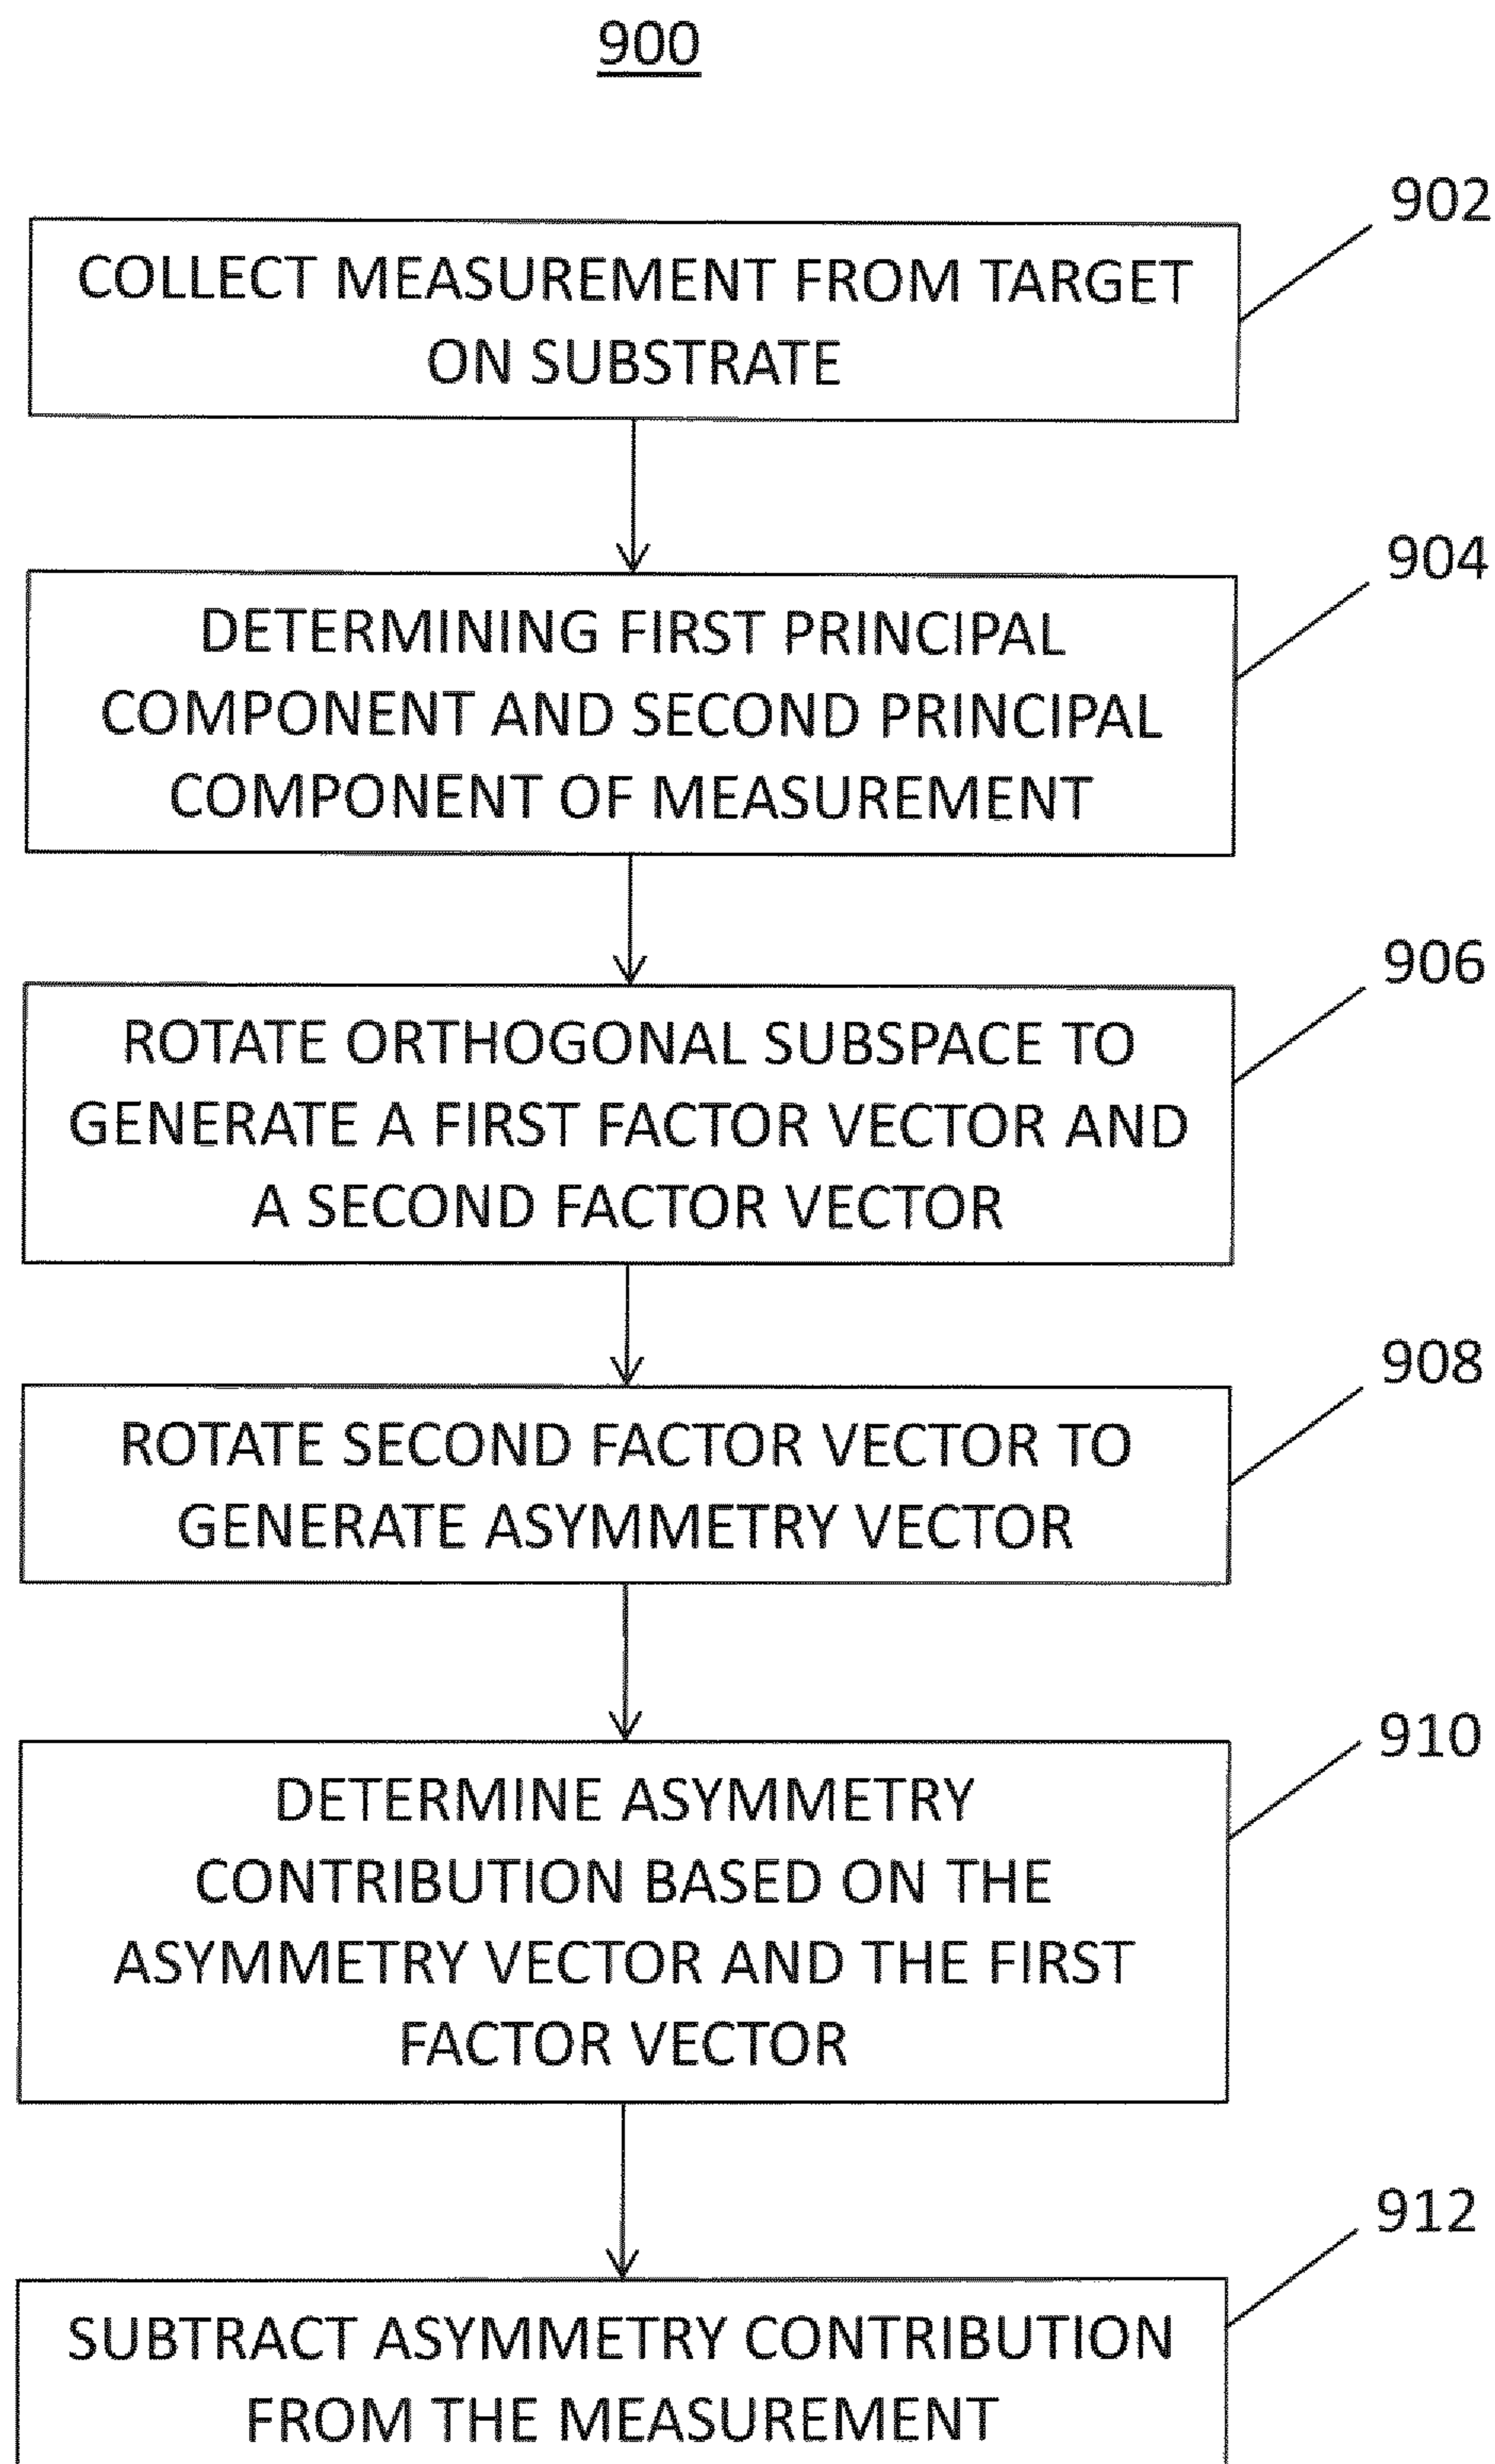 900
902
COLLECT MEASUREMENT FROM TARGET
ON SUBSTRATE
904
DETERMINING FIRST PRINCIPAL
COMPONENT AND SECOND PRINCIPAL
COMPONENT OF MEASUREMENT
906
ROTATE ORTHOGONAL SUBSPACE TO
GENERATE A FIRST FACTOR VECTOR AND
A SECOND FACTOR VECTOR
908
ROTATE SECOND FACTOR VECTOR TO
GENERATE ASYMMETRY VECTOR
910
DETERMINE ASYMMETRY
CONTRIBUTION BASED ON THE
ASYMMETRY VECTOR AND THE FIRST
FACTOR VECTOR
912
SUBTRACT ASYMMETRY CONTRIBUTION
FROM THE MEASUREMENT